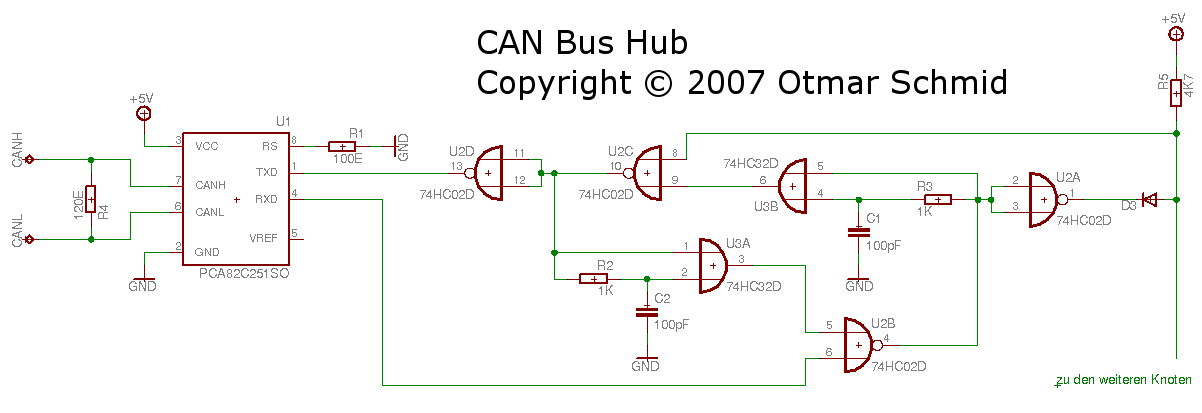 CAN Bus Hub
Copyright © 2007 Otmar Schmid
+5V
R5
4K7
+5V
U1
CANH
CANL
120E
R4
3 VCC
RS 8
TXD 1
7 CANH
RXD 4
6 CANL
VREF 5
2 GND
PCA82C251SO
GND
R1
100E
GND
U2D
13
11
12
74HC02D
U2C
10
8
9
74HC02D
74HC32D
6
5
4
U3B
R3
1K
C1
100pF
GND
U2A
2
3
1
74HC02D
D3
R2
1K
C2
100pF
GND
U3A
1
2
3
74HC32D
U2B
5
6
4
74HC02D
zu den weiteren Knoten